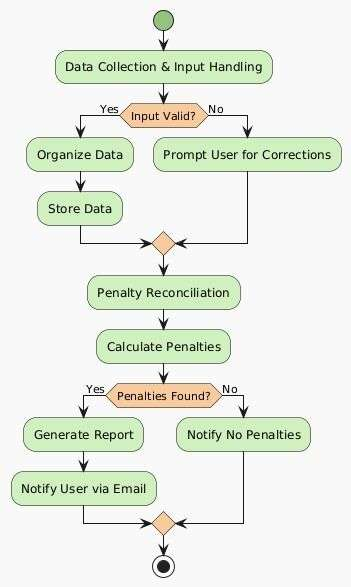 Data Collection & Input Handling
Yes
Input Valid?
No
Organize Data
Prompt User for Corrections
Store Data
Penalty Reconciliation
Calculate Penalties
Yes
Penalties Found?
No
Generate Report
Notify No Penalties
Notify User via Email